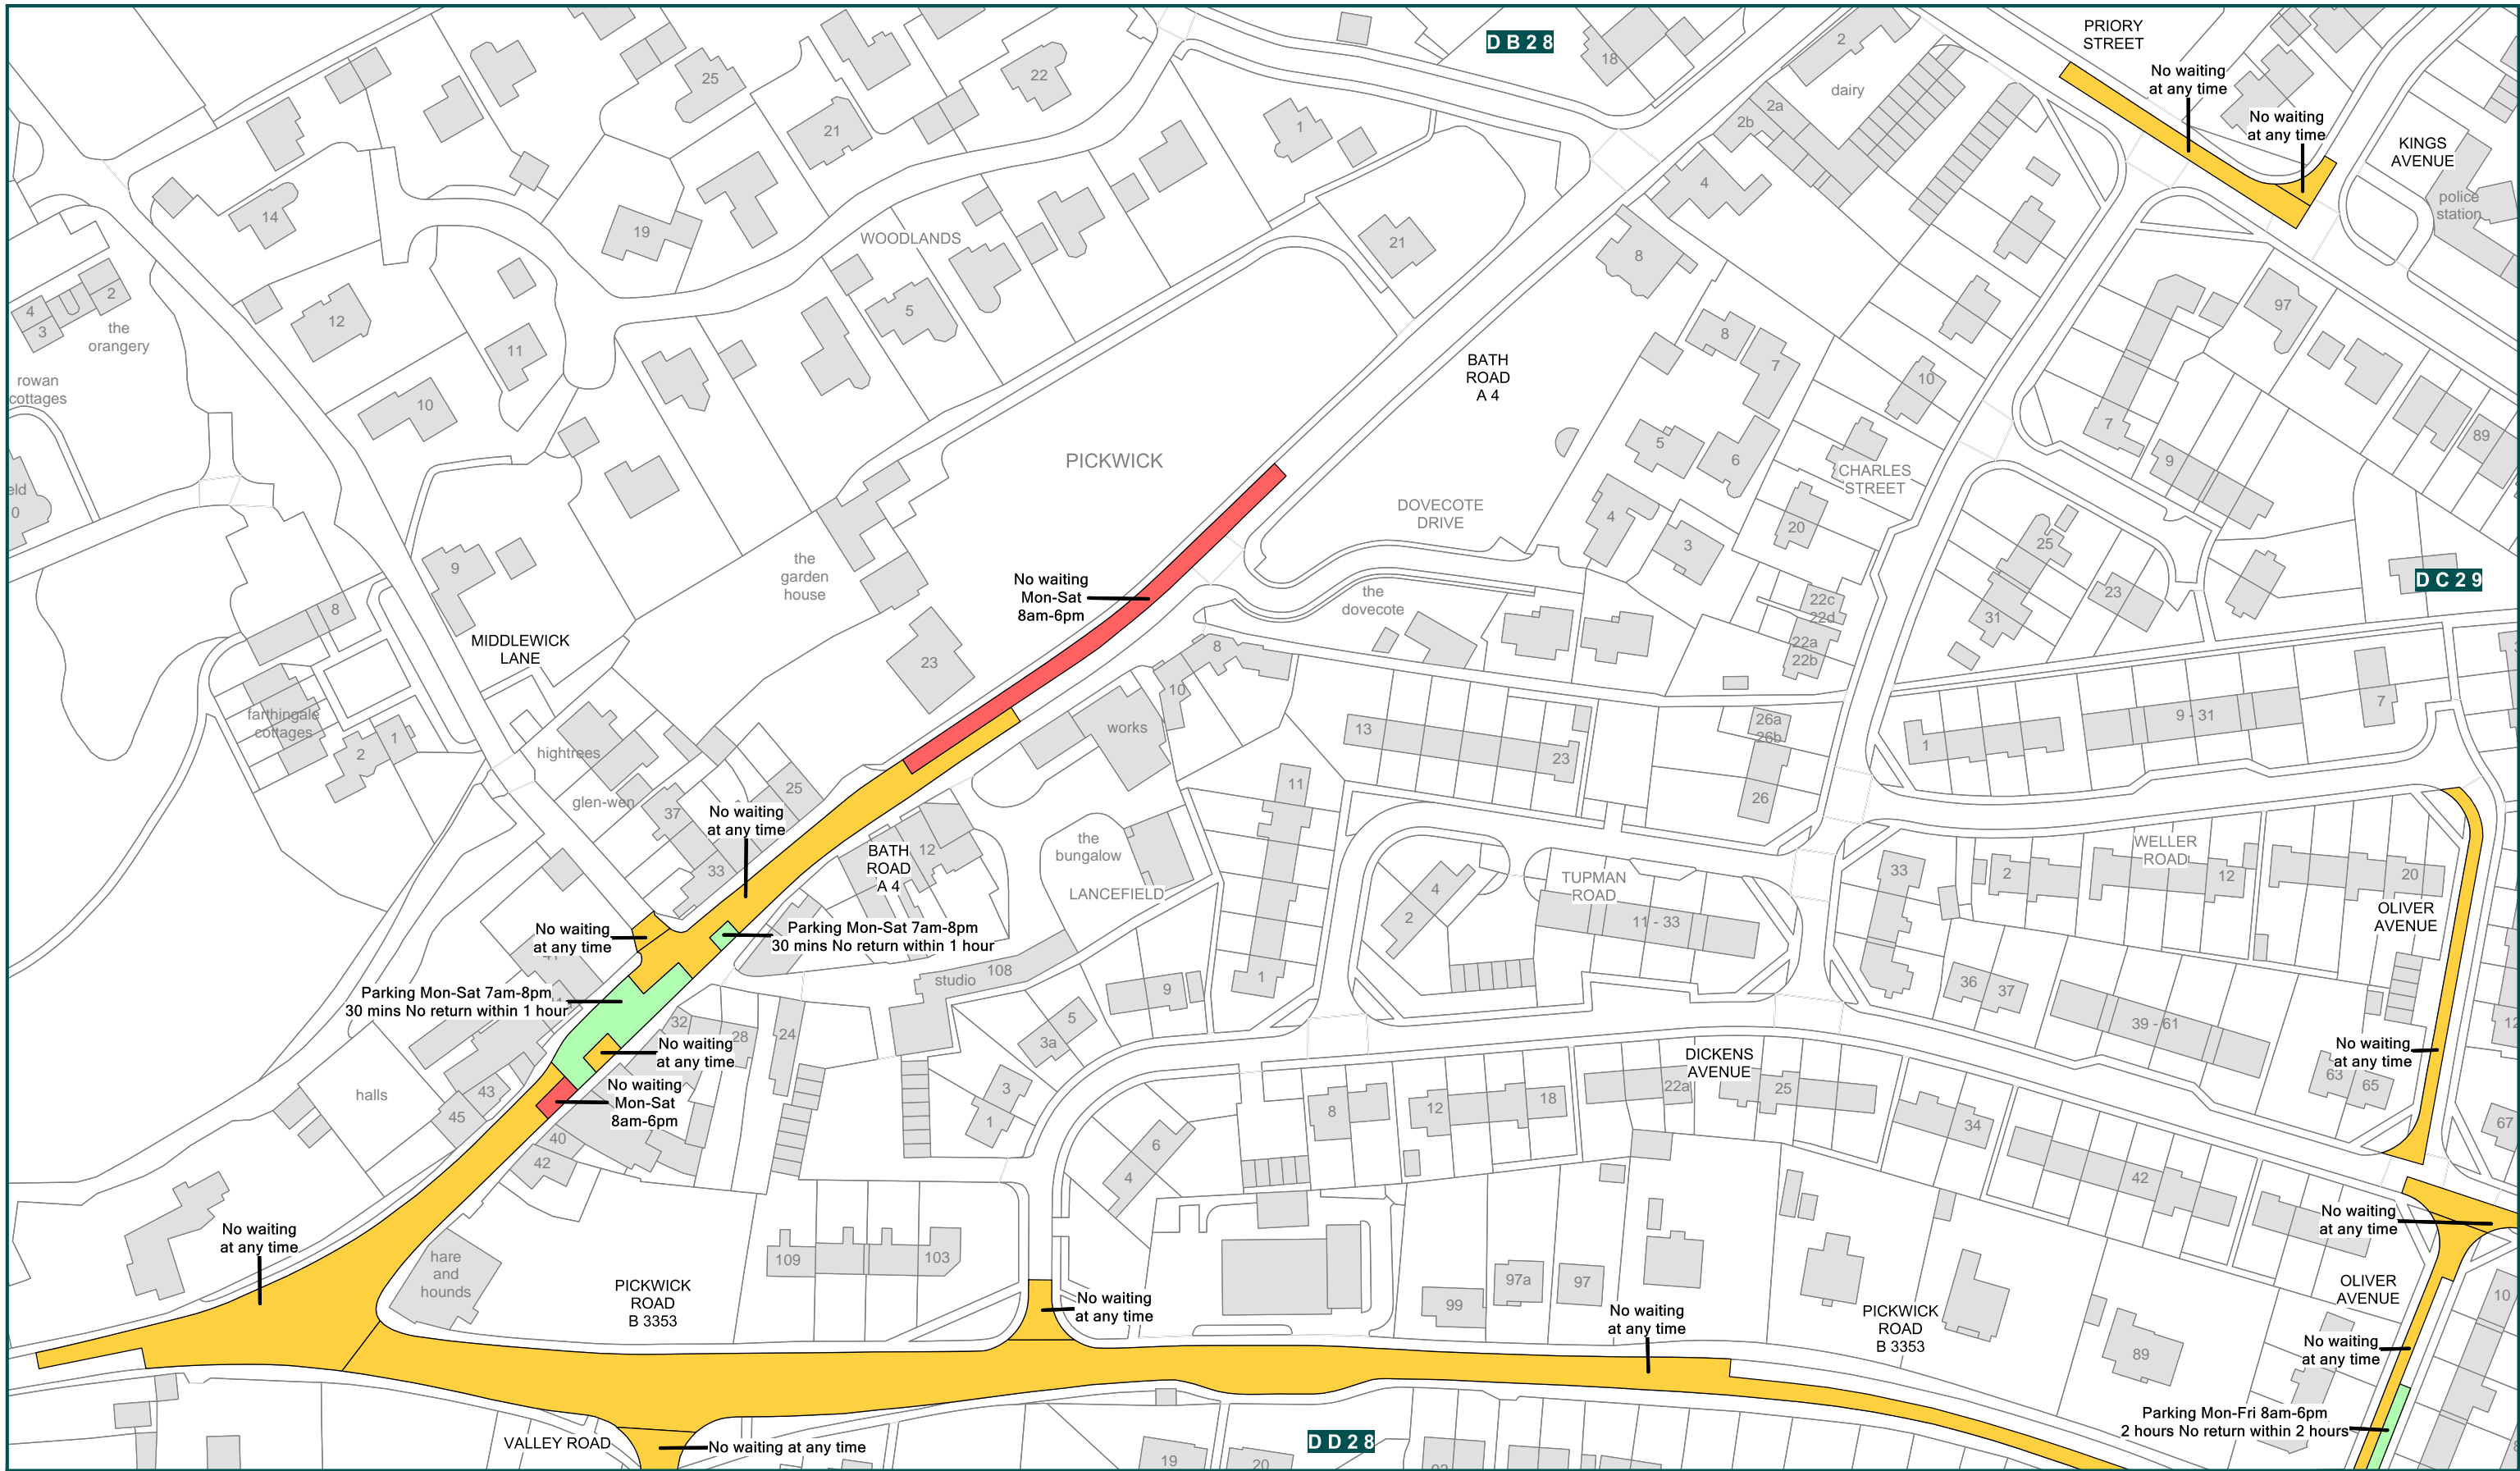 DB28
PRIORY
STREET
No waiting
at any time
No waiting
at any time
KINGS
AVENUE
police
station
18
2
dairy
2a
2b
4
25
22
21
1
14
19
WOODLANDS
21
8
4
2
3
the
orangery
12
11
5
97
rowan
cottages
10
BATH
ROAD
A 4
8
7
10
7
89
PICKWICK
5
6
CHARLES
STREET
9
DOVECOTE
DRIVE
4
3
20
25
9
the
garden
house
No waiting
Mon-Sat
8am-6pm
the
dovecote
22c
22d
22a
22b
31
23
DC29
8
MIDDLEWICK
LANE
23
8
10
farthingale
cottages
2
1
hightrees
glen-wen
works
13
23
26a
26b
26
1
9 - 31
7
37
25
33
No waiting
at any time
BATH
ROAD
A 4
12
the
bungalow
LANCEFIELD
11
4
2
TUPMAN
ROAD
11 - 33
33
WELLER
ROAD
2
12
20
OLIVER
AVENUE
No waiting
at any time
Parking Mon-Sat 7am-8pm
30 mins No return within 1 hour
studio
108
9
1
36
37
39 - 61
Parking Mon-Sat 7am-8pm
30 mins No return within 1 hour
32
28
24
No waiting
at any time
5
3a
No waiting
at any time
63
65
halls
43
45
No waiting
Mon-Sat
8am-6pm
40
42
3
1
DICKENS
AVENUE
8
12
18
22a
25
34
67
6
4
42
No waiting
at any time
No waiting
at any time
hare
and
hounds
109
103
PICKWICK
ROAD
B 3353
No waiting
at any time
99
97a
97
No waiting
at any time
PICKWICK
ROAD
B 3353
OLIVER
AVENUE
10
89
No waiting
at any time
Parking Mon-Fri 8am-6pm
2 hours No return within 2 hours
VALLEY ROAD
No waiting at any time
DD28
19
20